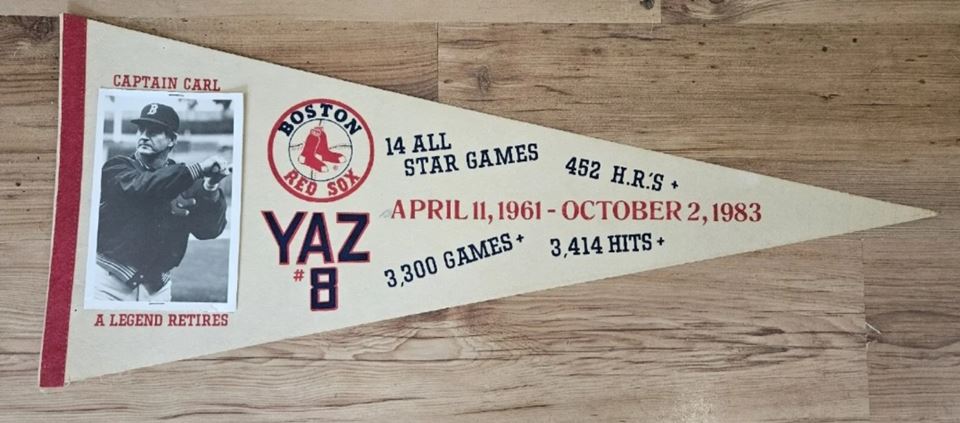 CAPTAIN CARL
B
A LEGEND RETIRES
BOSTON
RED SOX
YAZ
#8
14 ALL
STAR GAMES
452 H.R.'S +
APRIL 11, 1961 - OCTOBER 2, 1983
3,300 GAMES+
3,414 HITS +